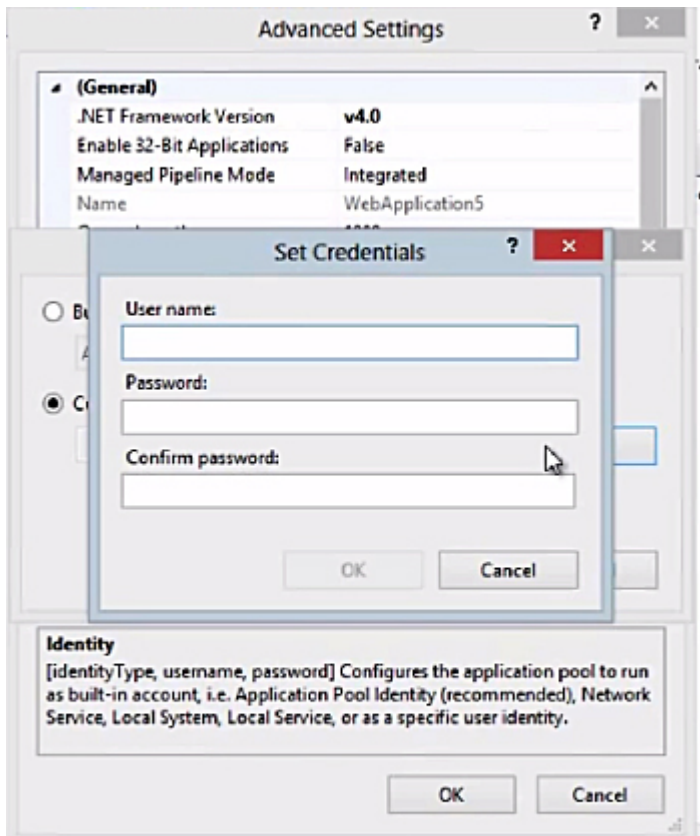 Advanced Settings
?
(General)
.NET Framework Version v4.0
Enable 32-Bit Applications False
Managed Pipeline Mode Integrated
Name WebApplication5
Set Credentials
?
User name:
Password:
Confirm password:
OK Cancel
Identity
[identityType, username, password] Configures the application pool to run
as built-in account, i.e. Application Pool Identity (recommended), Network
Service, Local System, Local Service, or as a specific user identity.
OK Cancel